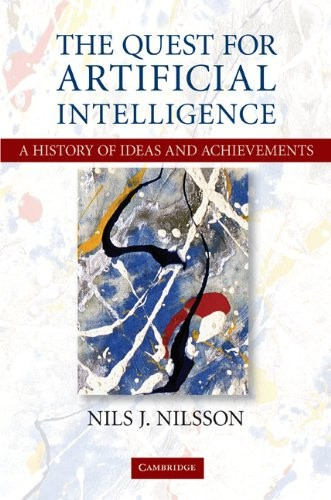 THE QUEST FOR
ARTIFICIAL
INTELLIGENCE
A HISTORY OF IDEAS AND ACHIEVEMENTS
NILS J. NILSSON
CAMBRIDGE